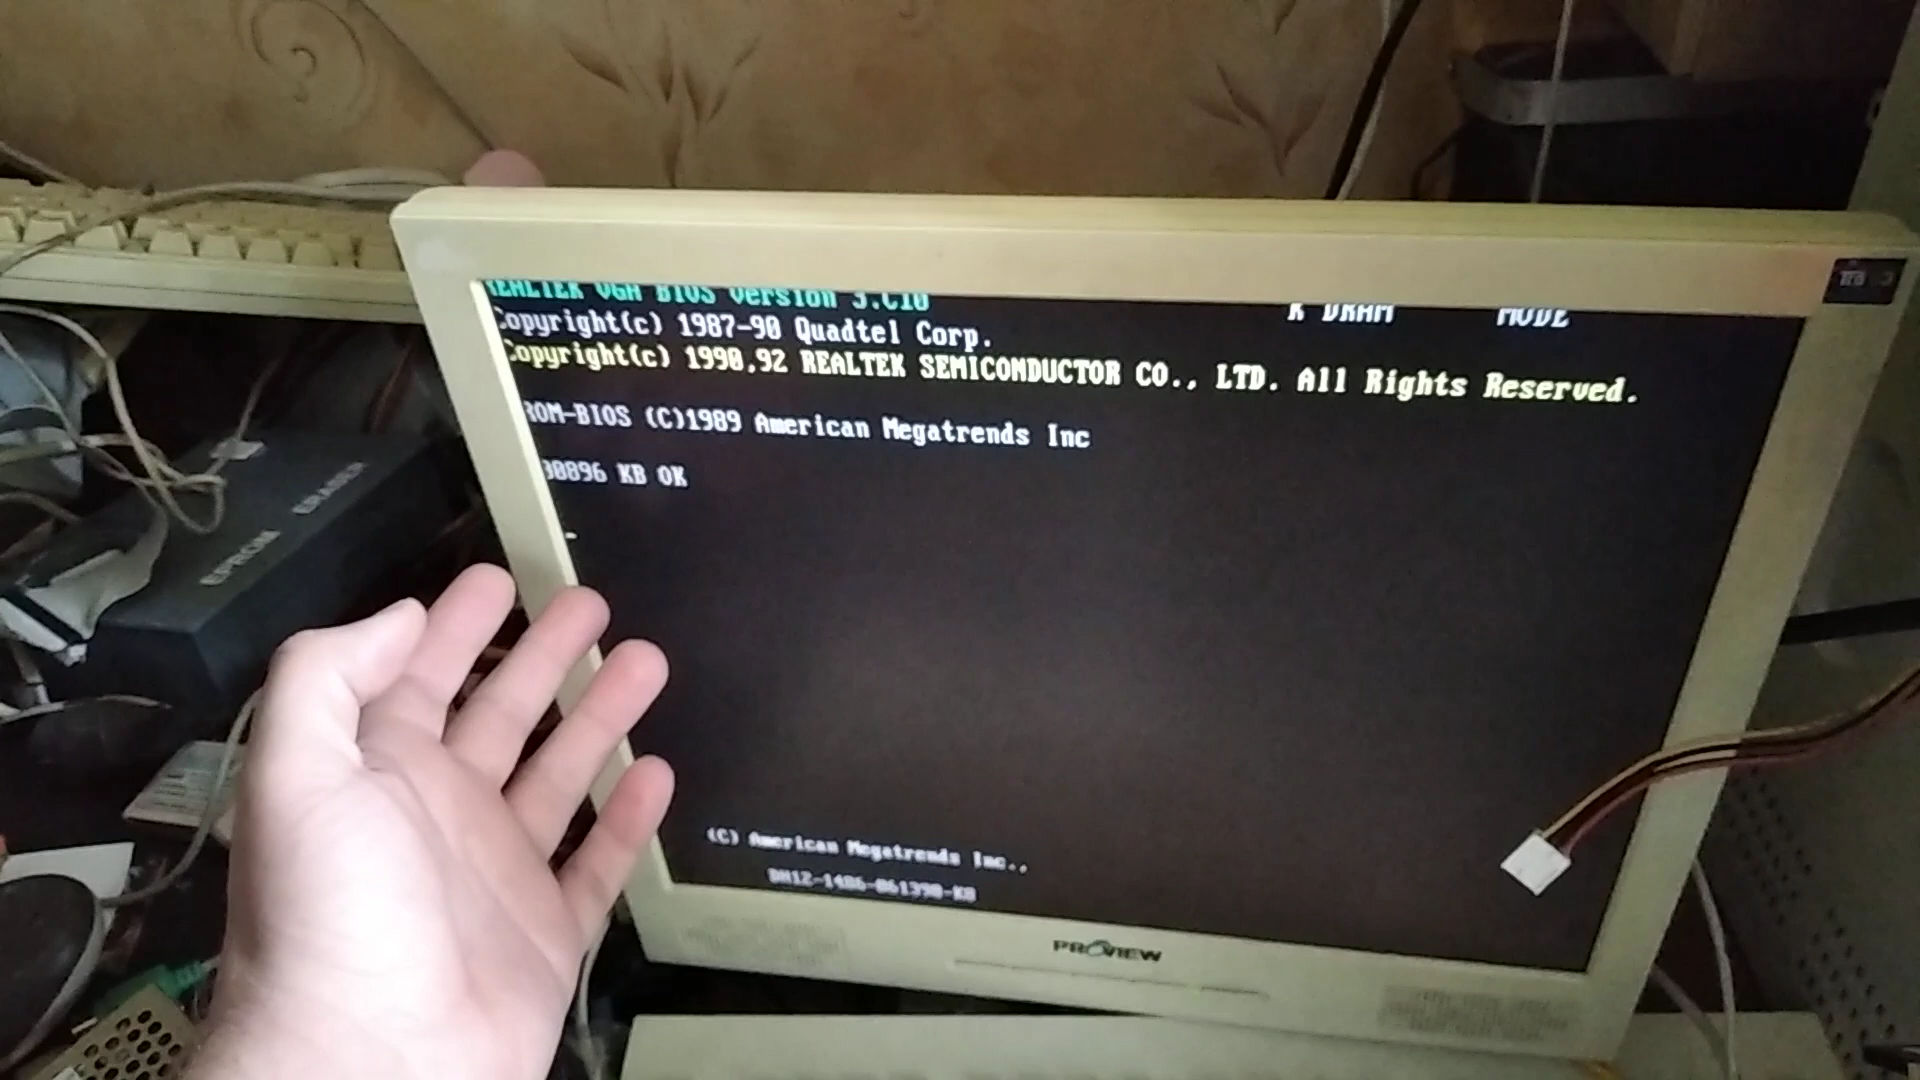 REALTEK VGA BIOS Version 3.C10
K DRAM MODE
Copyright(c) 1987-90 Quadtel Corp.
Copyright(c) 1990,92 REALTEK SEMICONDUCTOR CO., LTD. All Rights Reserved.
ROM-BIOS (C)1989 American Megatrends Inc
30896 KB OK
-
(C) American Megatrends Inc.,
PROVIEW
EPROM ERASER